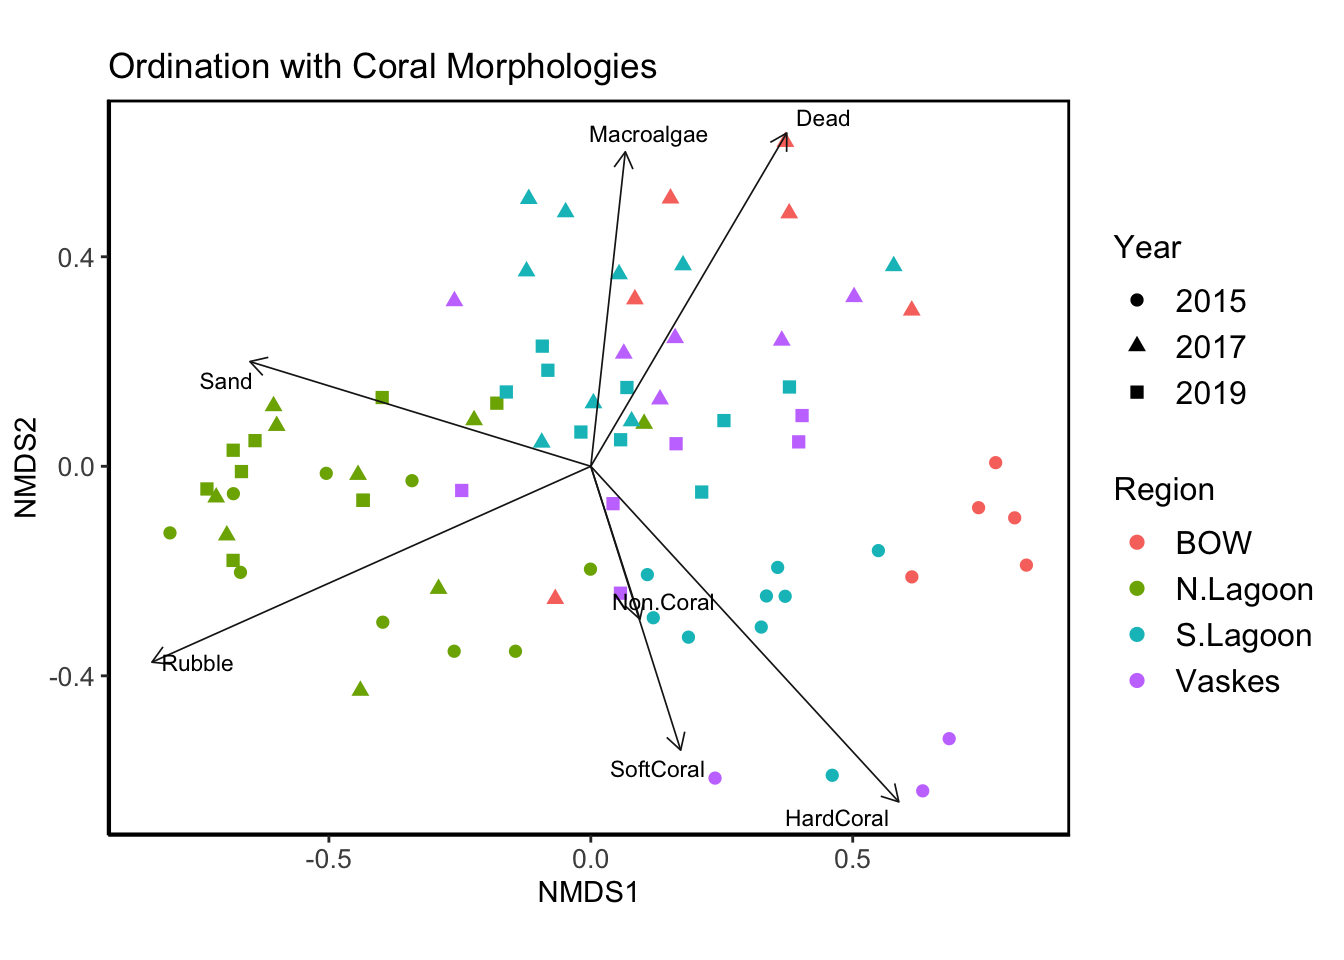 Ordination with Coral Morphologies
Dead
Macroalgae
Sand
Non.Coral
Rubble
SoftCoral
HardCoral
NMDS2
0.4
0.0
-0.4
-0.5
0.0
0.5
NMDS1
Year
2015
2017
2019
Region
BOW
N.Lagoon
S.Lagoon
Vaskes